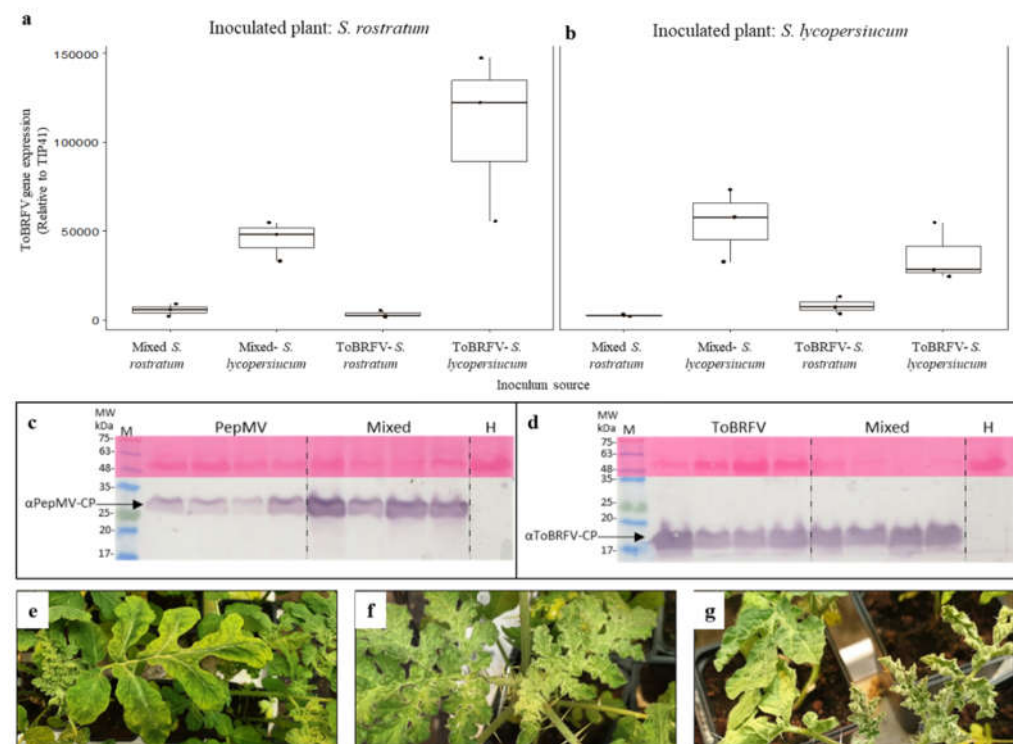 a
Inoculated plant: S. rostratum
b
Inoculated plant: S. lycopersiucum
ToBRFV gene expression
(Relative to TIP41)
150000
100000
50000
0
Mixed S.
rostratum
Mixed- S.
lycopersiucum
ToBRFV- S.
rostratum
ToBRFV- S.
lycopersiucum
Mixed S.
rostratum
Mixed- S.
lycopersiucum
ToBRFV- S.
rostratum
ToBRFV- S.
lycopersiucum
Inoculum source
c
MW
kDa
M
PepMV
Mixed
H
75-
63-
48-
35-
25-
20-
17-
αPepMV-CP
d
MW
kDa
M
ToBRFV
Mixed
H
75-
63-
48-
35-
25-
20-
17-
αToBRFV-CP
e
f
g